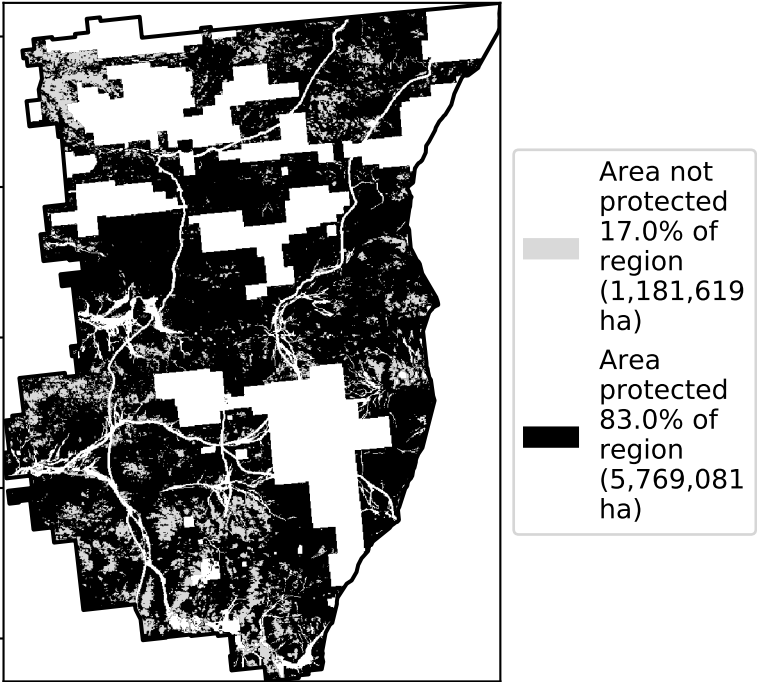 Area not
protected
17.0% of
region
(1,181,619
ha)
Area
protected
83.0% of
region
(5,769,081
ha)